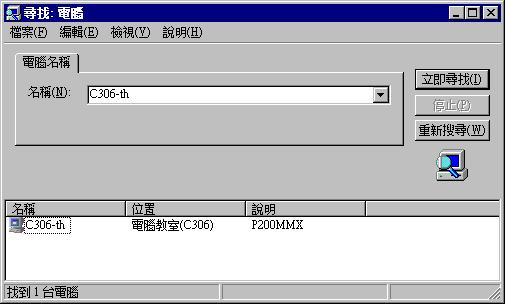 尋找: 電腦
檔案(F) 編輯(E) 檢視(V) 說明(H)
電腦名稱
名稱(N): C306-th
立即尋找(I)
停止(P)
重新搜尋(W)
名稱 位置 說明
C306-th 電腦教室(C306) P200MMX
找到 1 台電腦